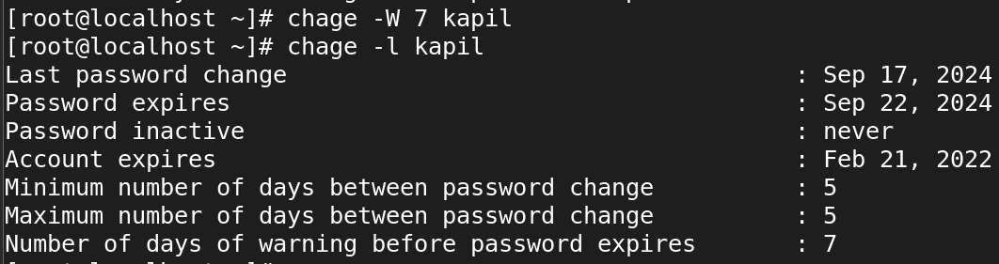 [root@localhost ~]# chage -W 7 kapil
[root@localhost ~]# chage -l kapil
Last password change : Sep 17, 2024
Password expires : Sep 22, 2024
Password inactive : never
Account expires : Feb 21, 2022
Minimum number of days between password change : 5
Maximum number of days between password change : 5
Number of days of warning before password expires : 7